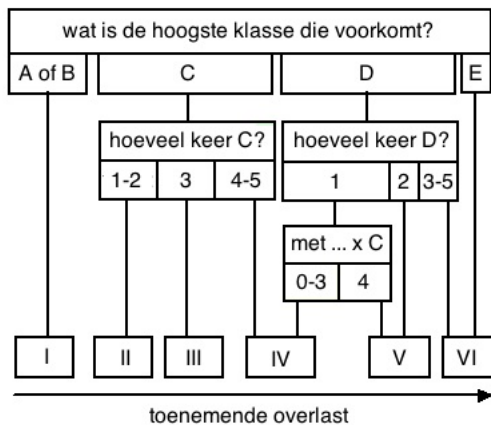 wat is de hoogste klasse die voorkomt?
A of B C D E
hoeveel keer C? hoeveel keer D?
1-2 3 4-5 1 2 3-5
met ... x C
0-3 4
I II III IV V VI
toenemende overlast